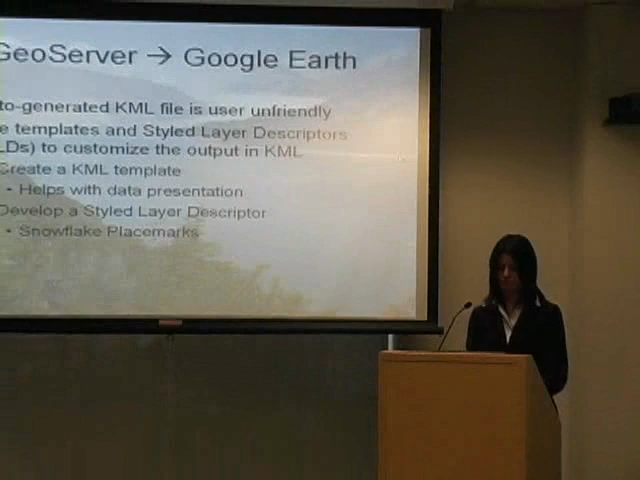 GeoServer → Google Earth
to-generated KML file is user unfriendly
e templates and Styled Layer Descriptors
LDs) to customize the output in KML
Create a KML template
• Helps with data presentation
Develop a Styled Layer Descriptor
• Snowflake Placemarks